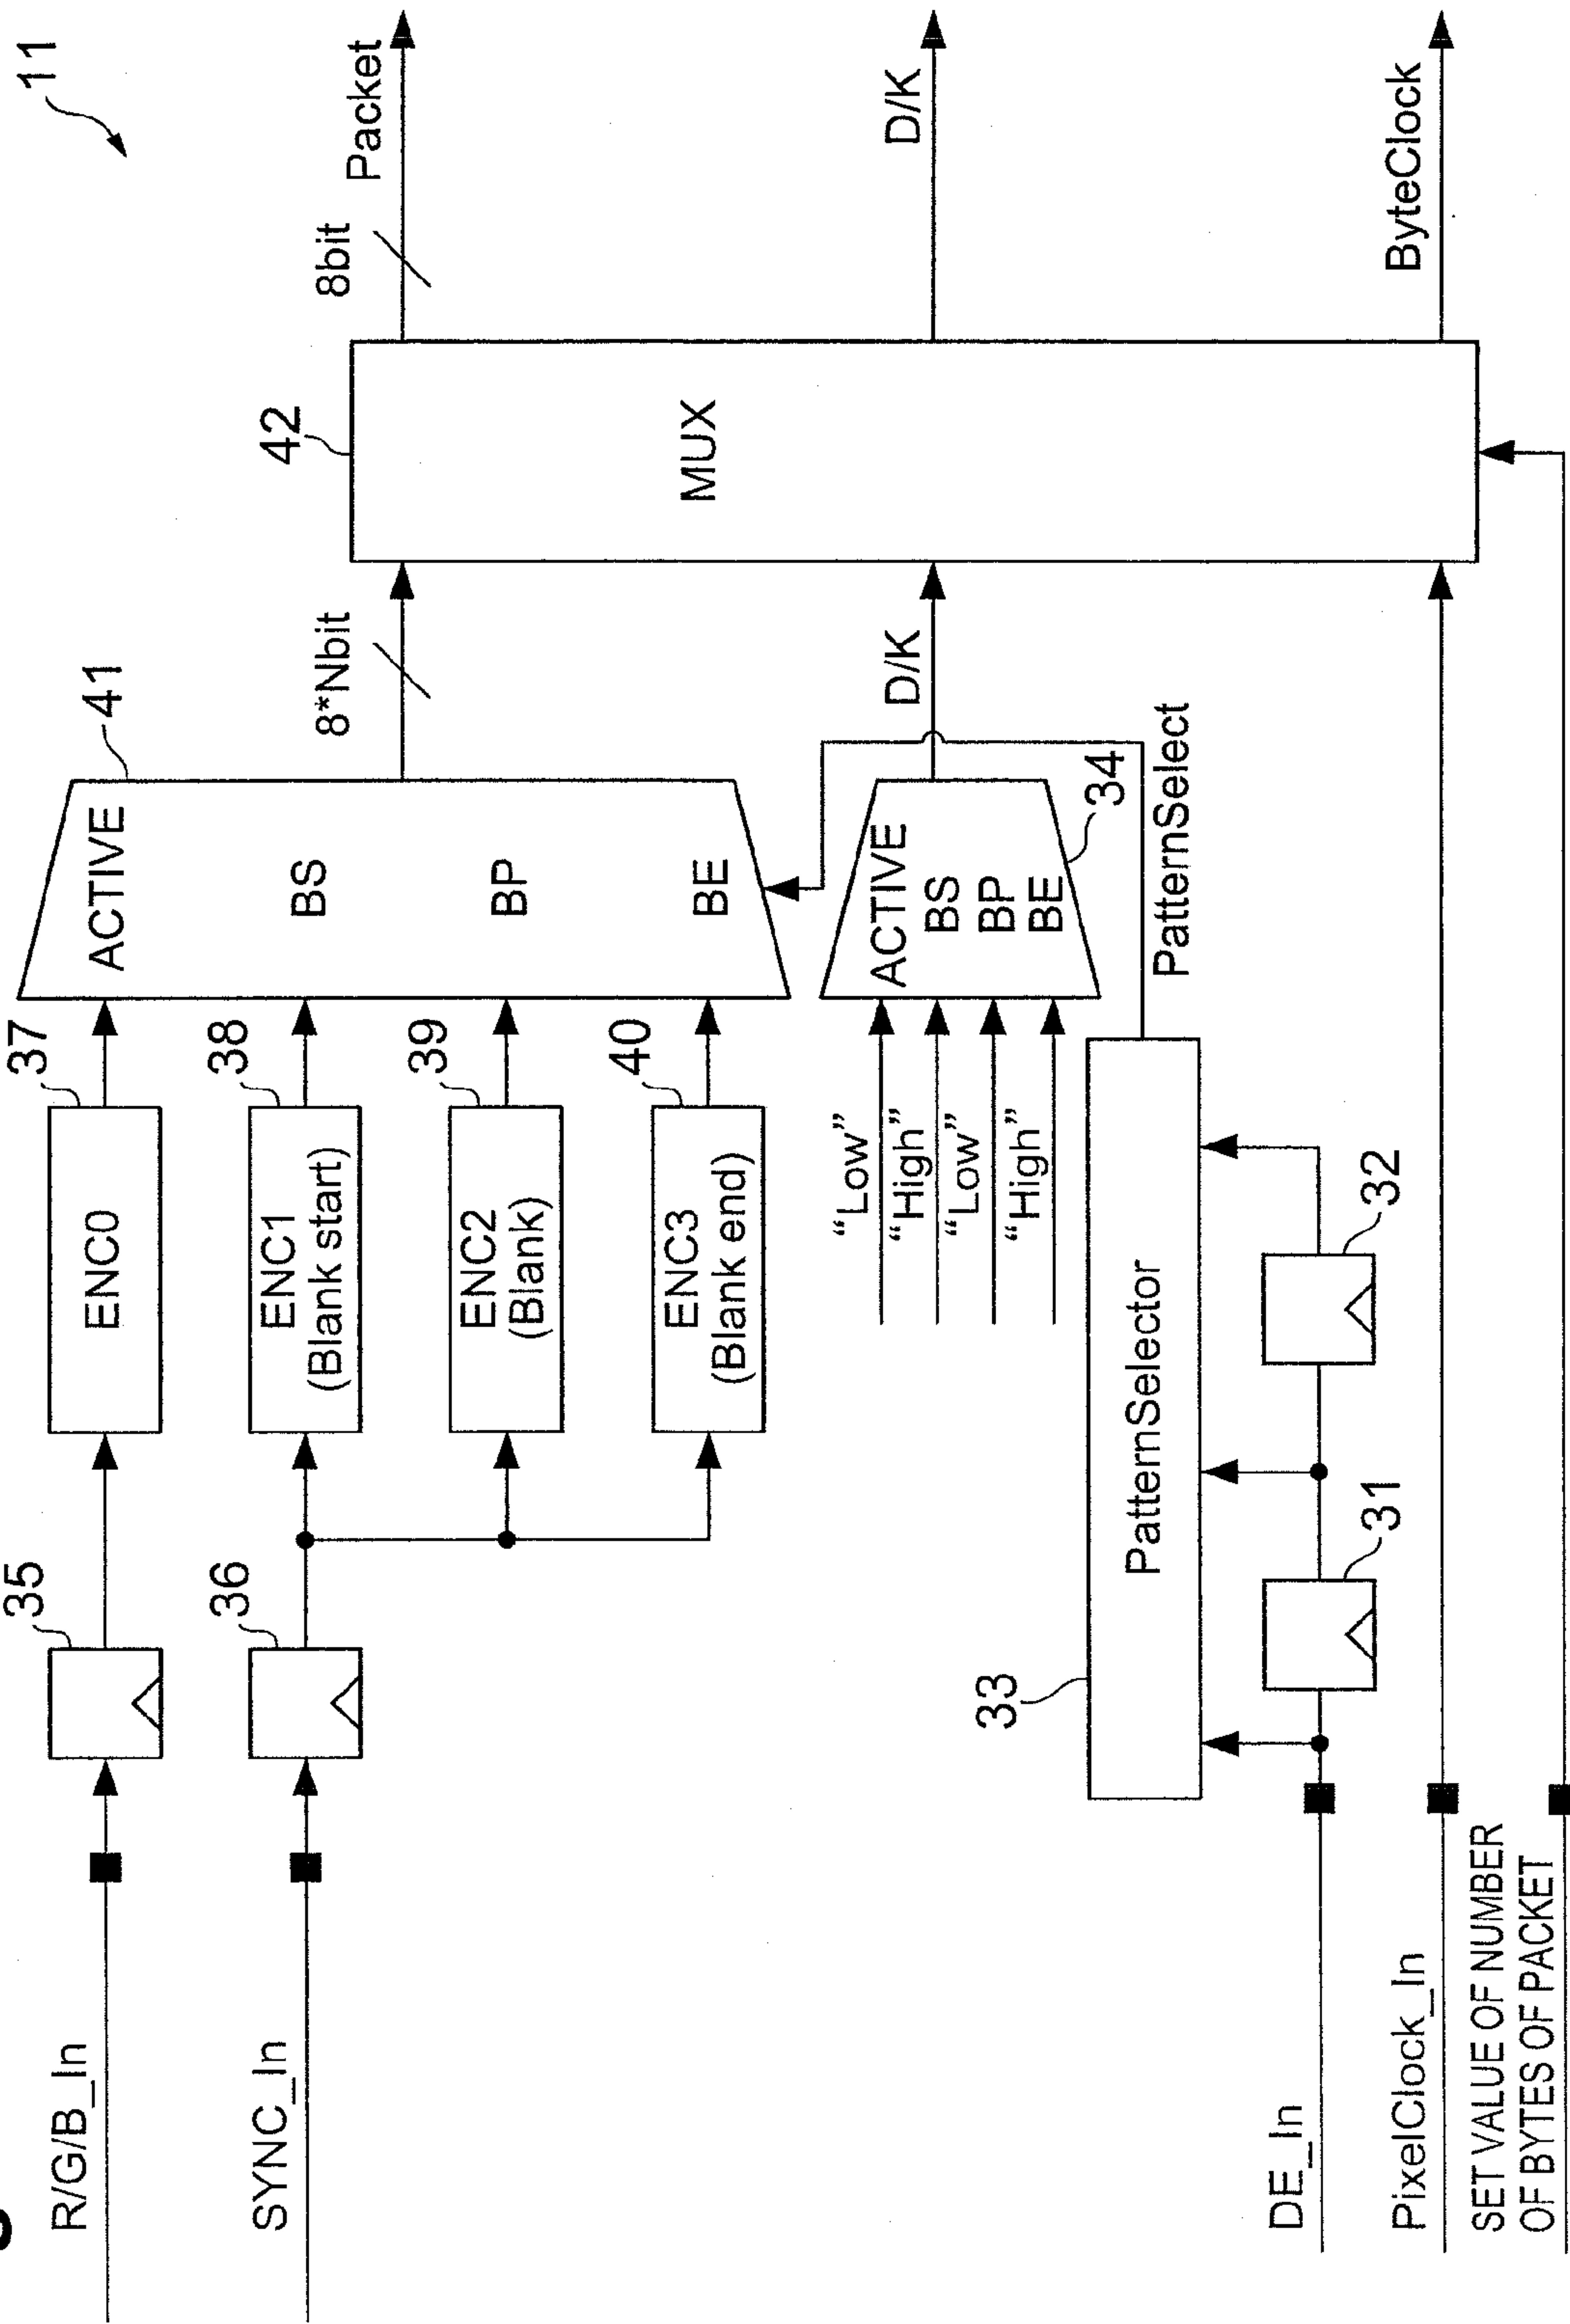 11
R/G/B_In
35
37
ENC0
ACTIVE
41
SYNC_In
36
38
ENC1
(Blank start)
BS
39
ENC2
(Blank)
BP
40
ENC3
(Blank end)
BE
8*Nbit
42
MUX
8bit
Packet
"Low"
"High"
"Low"
"High"
ACTIVE
BS
BP
BE
34
D/K
D/K
33
PatternSelector
PatternSelect
31
32
DE_In
PixelClock_In
ByteClock
SET VALUE OF NUMBER
OF BYTES OF PACKET